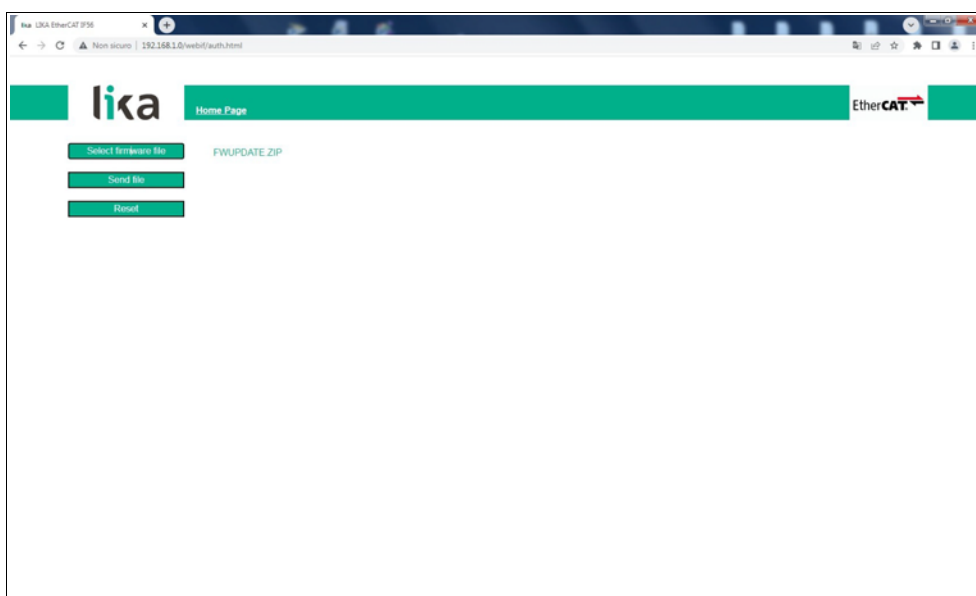 lika LIKA EtherCAT IF56
Non sicuro | 192.168.1.0/webif/auth.html
lika
Home Page
EtherCAT.
Select firmware file
FWUPDATE.ZIP
Send file
Reset